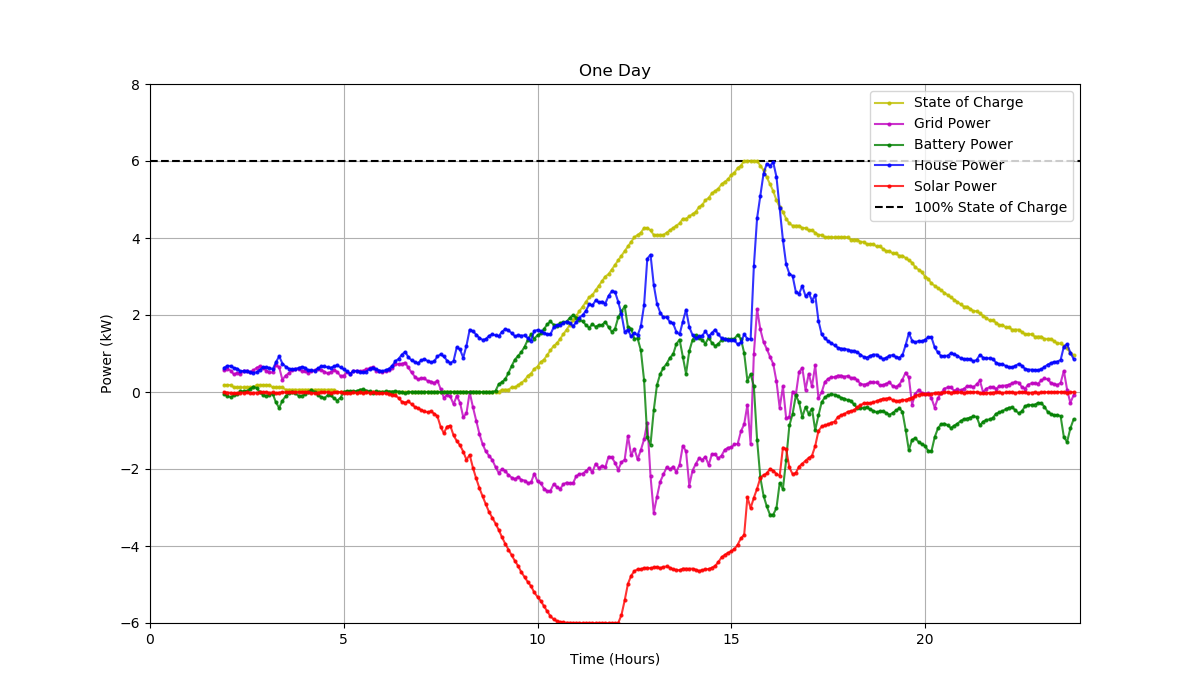 One Day
8
6
4
2
0
−2
−4
−6
Power (kW)
0
5
10
15
20
Time (Hours)
State of Charge
Grid Power
Battery Power
House Power
Solar Power
100% State of Charge